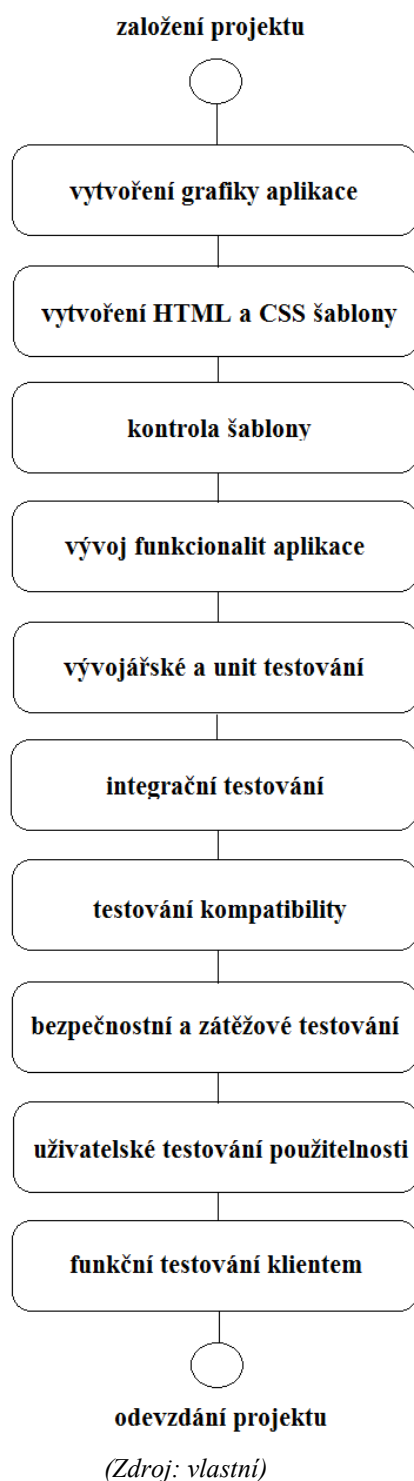 založení projektu
vytvoření grafiky aplikace
vytvoření HTML a CSS šablony
kontrola šablony
vývoj funkcionalit aplikace
vývojářské a unit testování
integrační testování
testování kompatibility
bezpečnostní a zátěžové testování
uživatelské testování použitelnosti
funkční testování klientem
odevzdání projektu
(Zdroj: vlastní)